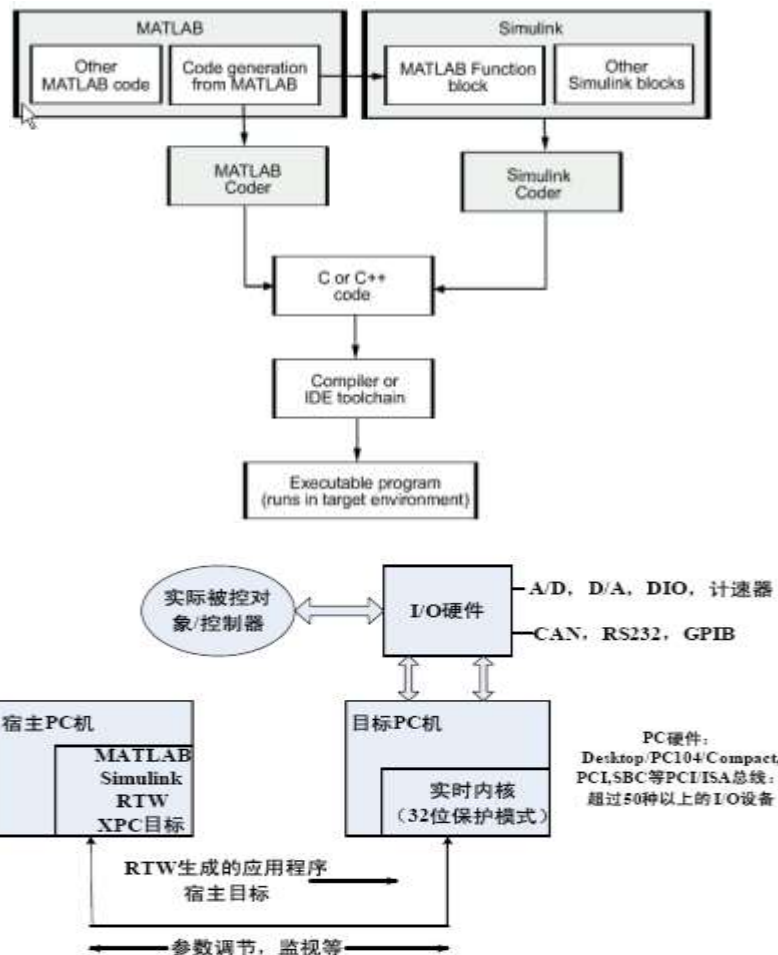 MATLAB
Simulink
Other
MATLAB code
Code generation
from MATLAB
MATLAB Function
block
Other
Simulink blocks
MATLAB
Coder
Simulink
Coder
C or C++
code
Compiler or
IDE toolchain
Executable program
(runs in target environment)
实际被控对
象/控制器
I/O硬件
A/D, D/A, DIO, 计速器
CAN, RS232, GPIB
宿主PC机
MATLAB
Simulink
RTW
XPC目标
目标PC机
实时内核
(32位保护模式)
PC硬件:
Desktop/PC104/Compact,
PCI,SBC等PCI/ISA总线:
超过50种以上的I/O设备
RTW生成的应用程序
宿主目标
参数调节, 监视等